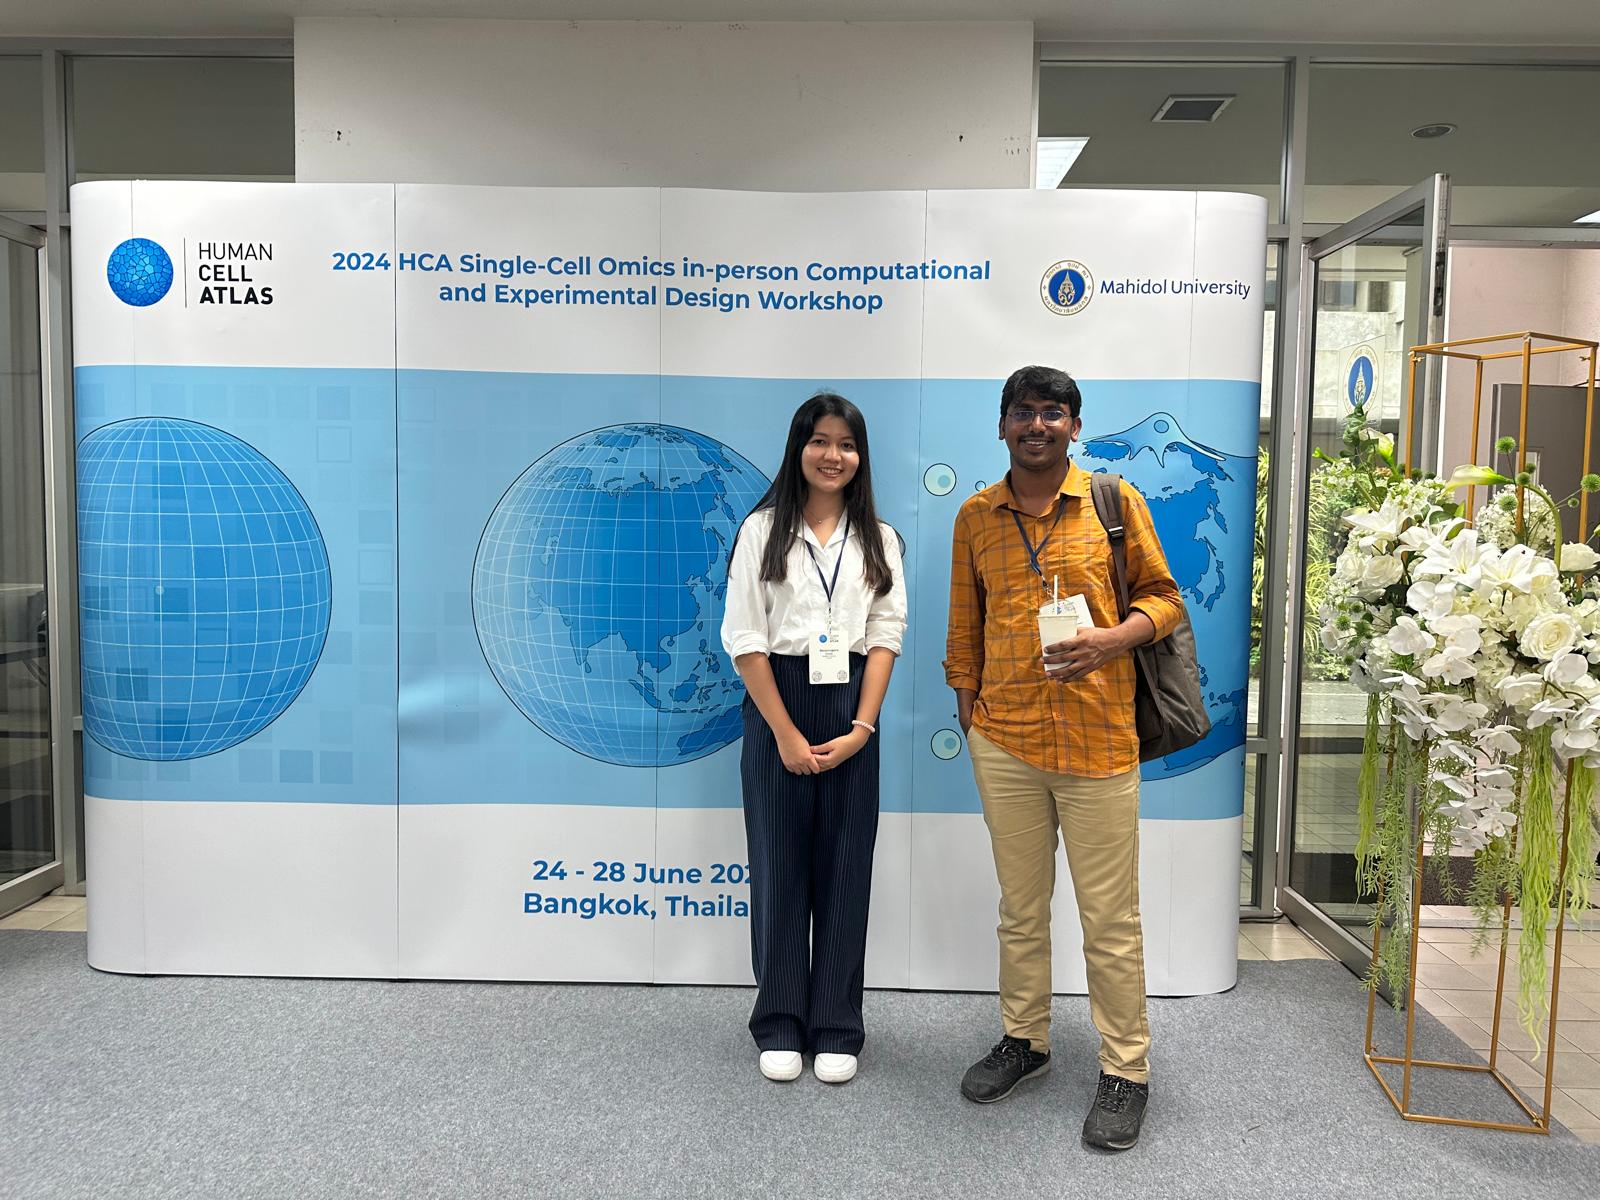 HUMAN
CELL
ATLAS
2024 HCA Single-Cell Omics in-person Computational
and Experimental Design Workshop
Mahidol University
24 - 28 June 202
Bangkok, Thaila